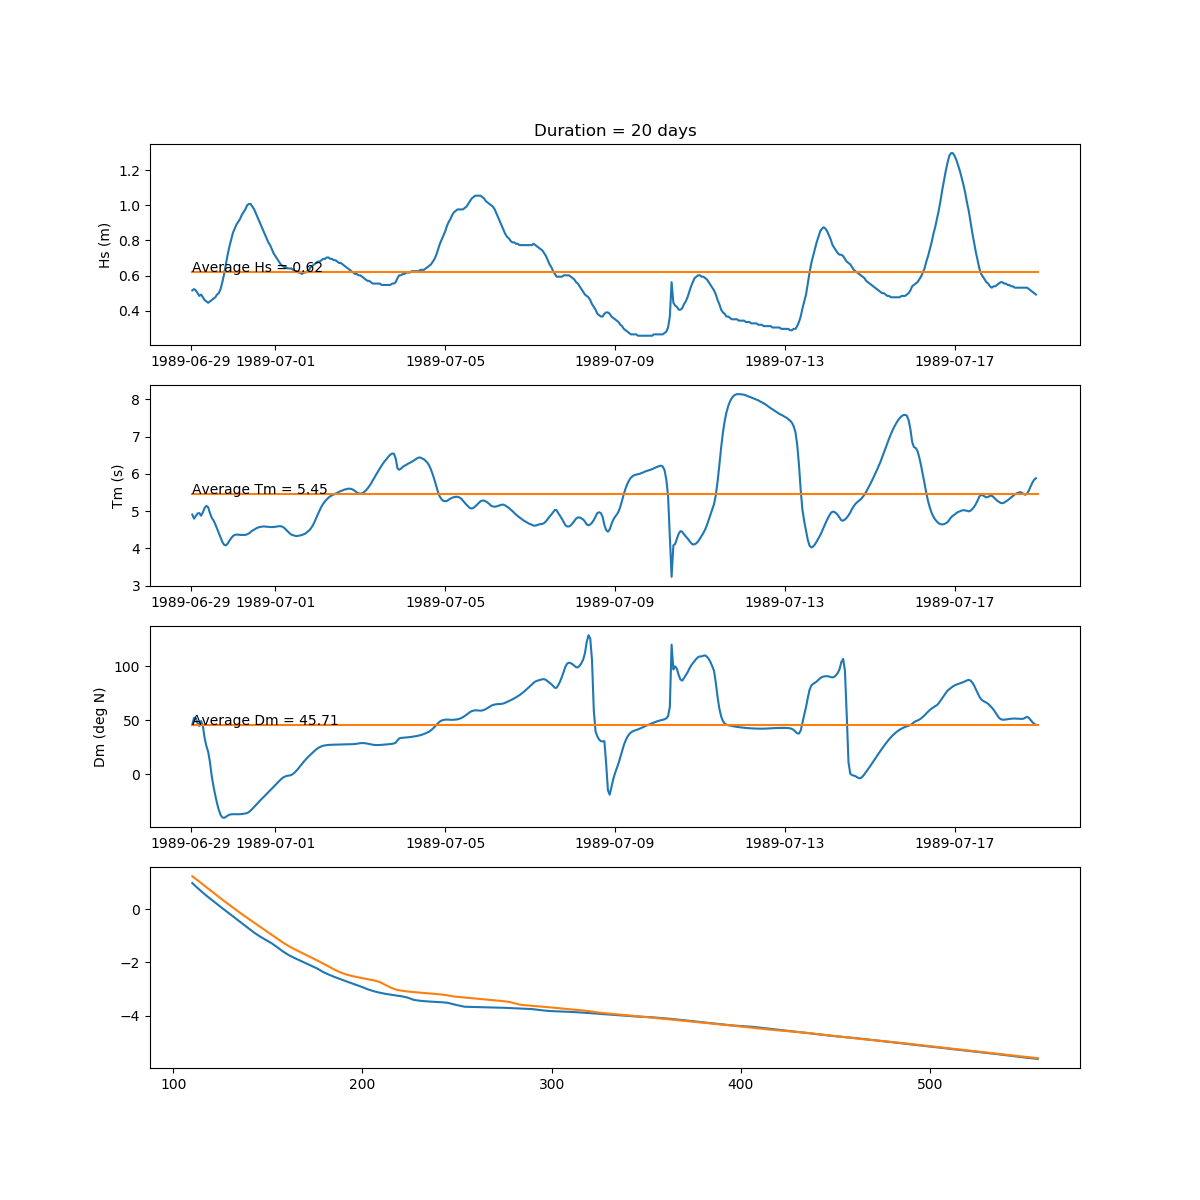 Duration = 20 days
1.2
1.0
0.8
0.6
0.4
Hs (m)
Average Hs = 0.62
1989-06-29 1989-07-01 1989-07-05 1989-07-09 1989-07-13 1989-07-17
8
7
6
5
4
3
Tm (s)
Average Tm = 5.45
1989-06-29 1989-07-01 1989-07-05 1989-07-09 1989-07-13 1989-07-17
100
50
0
Dm (deg N)
Average Dm = 45.71
1989-06-29 1989-07-01 1989-07-05 1989-07-09 1989-07-13 1989-07-17
0
−2
−4
100 200 300 400 500